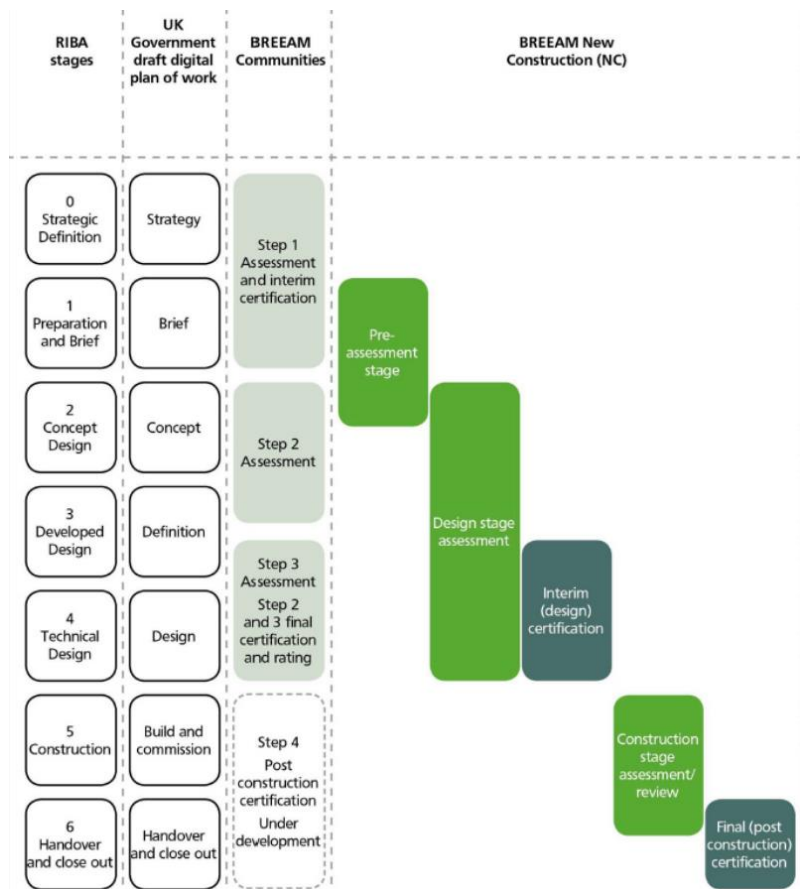 RIBA
stages
UK
Government
draft digital
plan of work
BREEAM
Communities
BREEAM New
Construction (NC)
0
Strategic
Definition
Strategy
Step 1
Assessment
and interim
certification
1
Preparation
and Brief
Brief
Pre-
assessment
stage
2
Concept
Design
Concept
Step 2
Assessment
3
Developed
Design
Definition
Design stage
assessment
Step 3
Assessment
Step 2
and 3 final
certification
and rating
Interim
(design)
certification
4
Technical
Design
Design
5
Construction
Build and
commission
Step 4
Post
construction
certification
Under
development
Construction
stage
assessment/
review
6
Handover
and close out
Handover
and close out
Final (post
construction)
certification